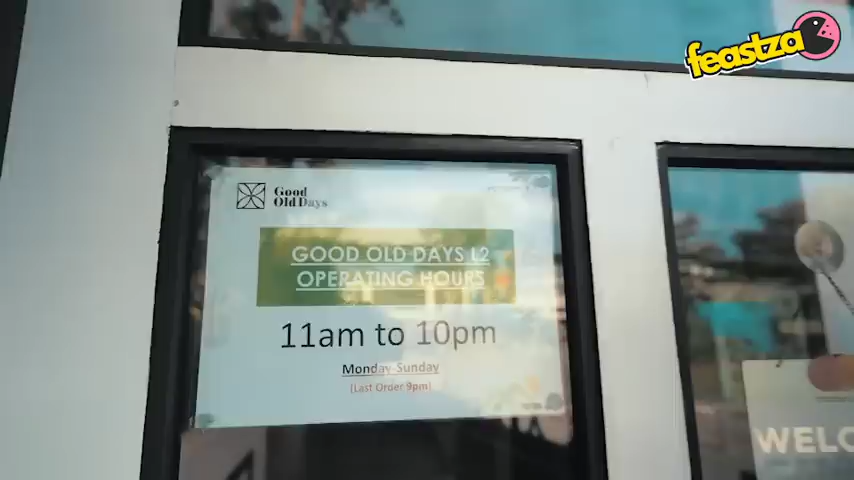 feastza
Good
Old Days
GOOD OLD DAYS L2
OPERATING HOURS
11am to 10pm
Monday-Sunday
(Last Order 9pm)
WELC